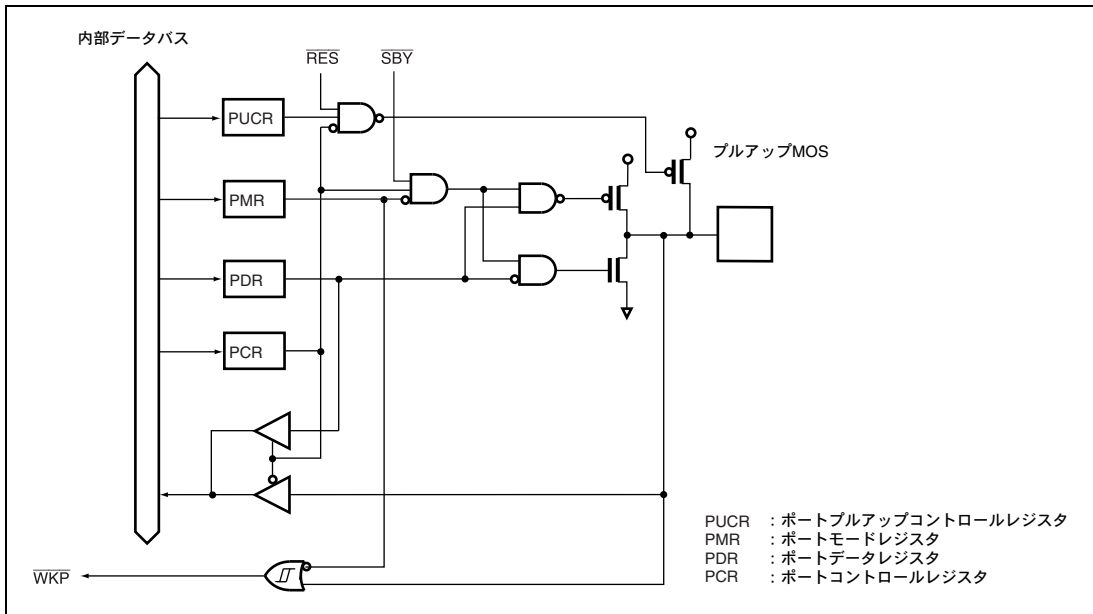 内部データバス
RES
SBY
PUCR
プルアップMOS
PMR
PDR
PCR
PUCR :ポートプルアップコントロールレジスタ
PMR :ポートモードレジスタ
PDR :ポートデータレジスタ
PCR :ポートコントロールレジスタ
WKP